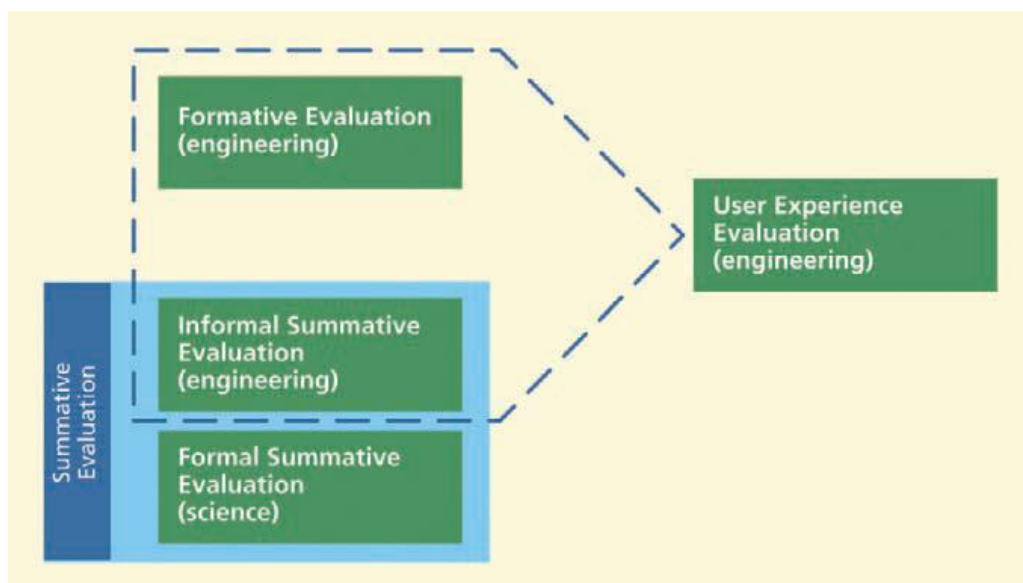 Formative Evaluation
(engineering)
User Experience
Evaluation
(engineering)
Summative
Evaluation
Informal Summative
Evaluation
(engineering)
Formal Summative
Evaluation
(science)